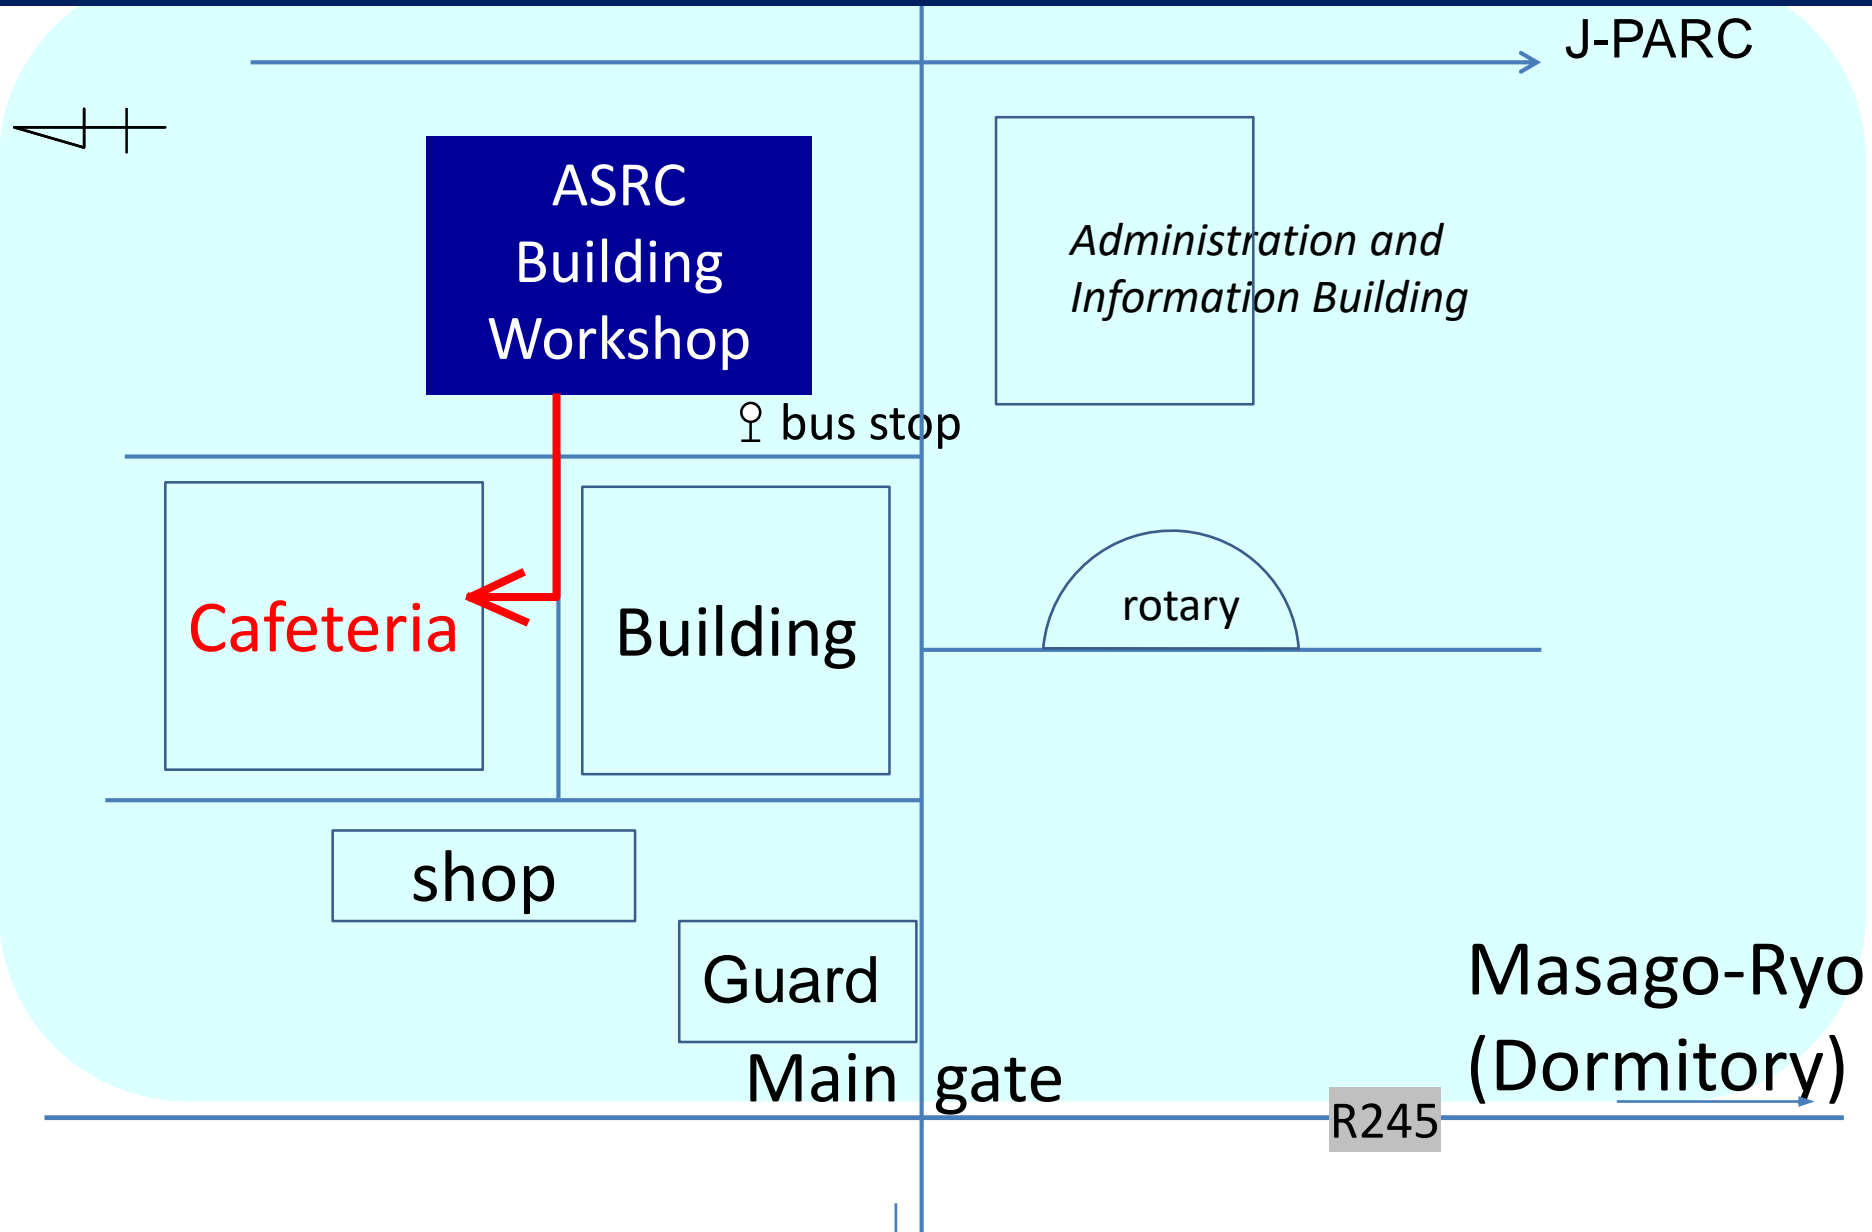 J-PARC
ASRC
Building
Workshop
Administration and
Information Building
bus stop
Cafeteria
Building
rotary
shop
Guard
Masago-Ryo
(Dormitory)
Main gate
R245